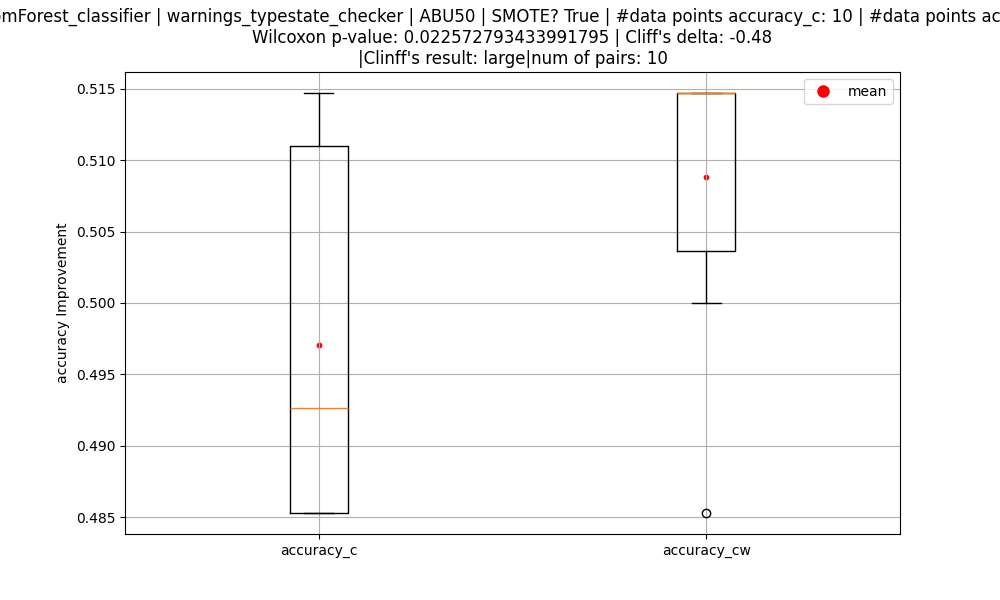 mForest_classifier | warnings_typestate_checker | ABU50 | SMOTE? True | #data points accuracy_c: 10 | #data points ac
Wilcoxon p-value: 0.022572793433991795 | Cliff's delta: -0.48
|Clinff's result: large|num of pairs: 10
mean
0.515
0.510
0.505
0.500
0.495
0.490
0.485
accuracy Improvement
accuracy_c
accuracy_cw